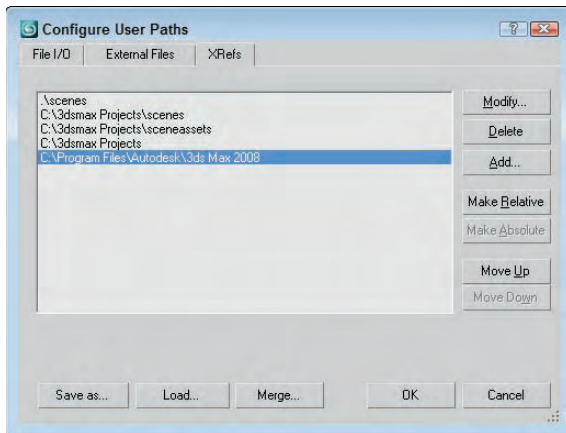 Configure User Paths
File I/O External Files XRefs
.\scenes
C:\3dsmax Projects\scenes
C:\3dsmax Projects\sceneassets
C:\3dsmax Projects
C:\Program Files\Autodesk\3ds Max 2008
Modify...
Delete
Add...
Make Relative
Make Absolute
Move Up
Move Down
Save as... Load... Merge... OK Cancel